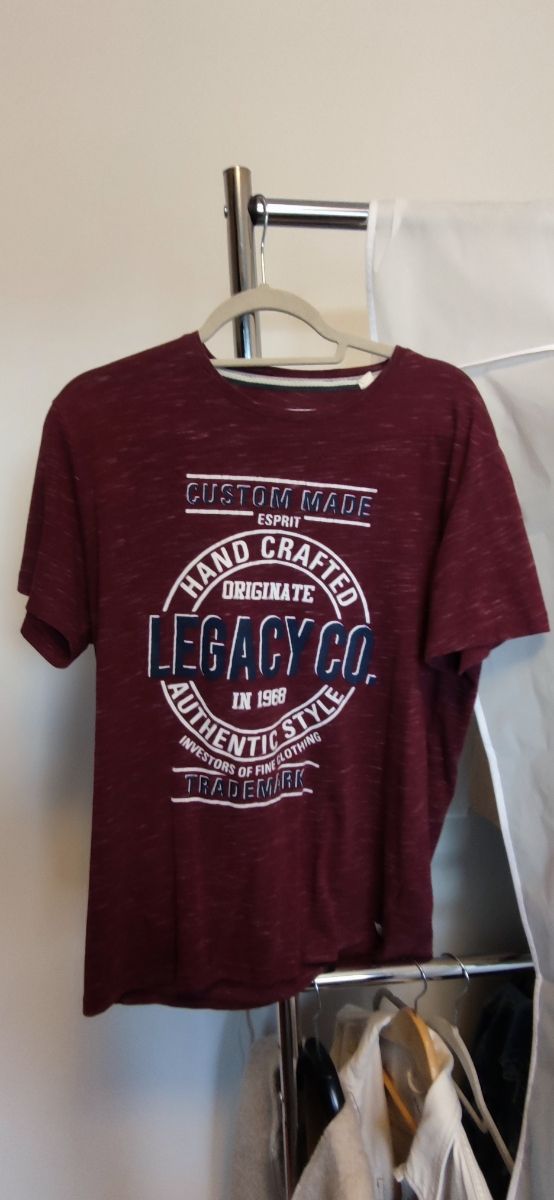 CUSTOM MADE
ESPRIT
HAND CRAFTED
ORIGINATE
LEGACY CO.
IN 1968
AUTHENTIC STYLE
INVESTORS OF FINE CLOTHING
TRADEMARK